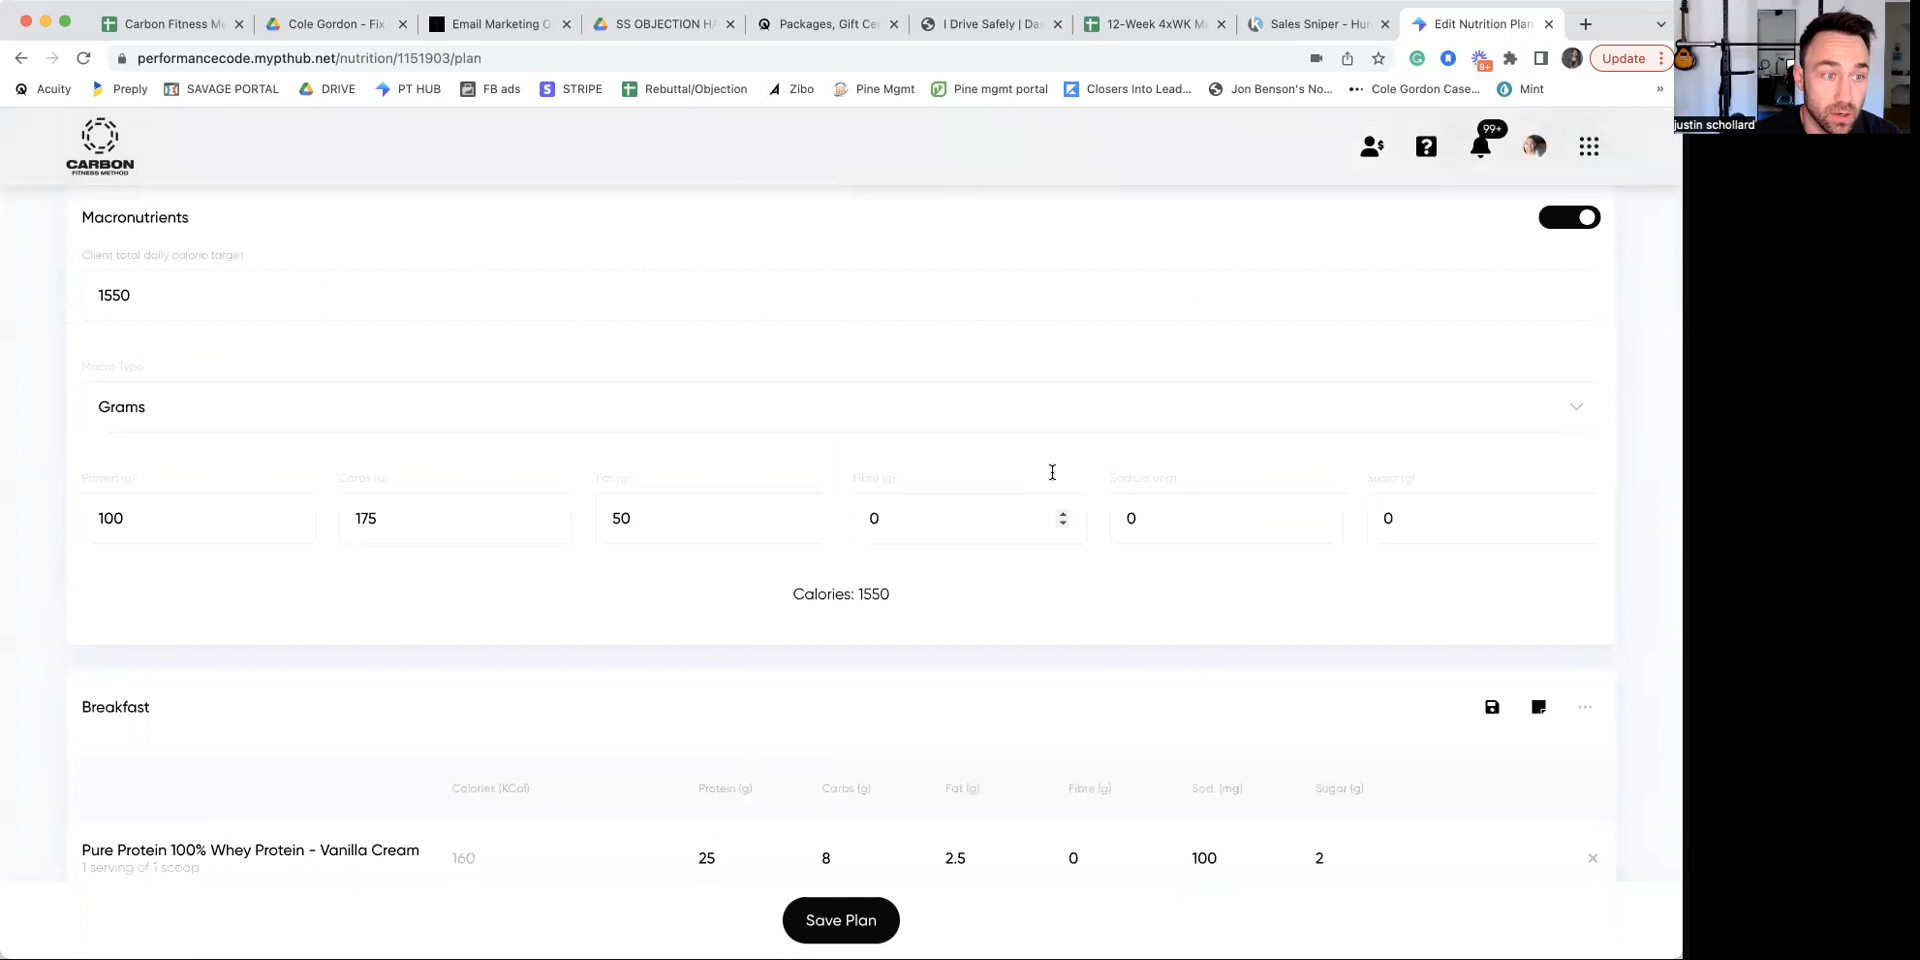 Carbon Fitness M
Cole Gordon - Fix
Email Marketing O
SS OBJECTION HA
Packages, Gift Cer
I Drive Safely | Das
12-Week 4xWK Ma
Sales Sniper - Hun
Edit Nutrition Plan
performancecode.mypthub.net/nutrition/1151903/plan
9+
Update
Acuity
Preply
SAVAGE PORTAL
DRIVE
PT HUB
FB ads
STRIPE
Rebuttal/Objection
Zibo
Pine Mgmt
Pine mgmt portal
Closers Into Lead...
Jon Benson's No...
Cole Gordon Case...
Mint
»
justin schollard
CARBON
FITNESS METHOD
99+
Macronutrients
Client total daily calorie target
1550
Macro Type
Grams
Protein (g) Carbs (g) Fat (g) Fibre (g) Sodium (mg) Sugar (g)
100 175 50 0 0 0
Calories: 1550
Breakfast
Calories (KCal) Protein (g) Carbs (g) Fat (g) Fibre (g) Sod. (mg) Sugar (g)
Pure Protein 100% Whey Protein - Vanilla Cream 160 25 8 2.5 0 100 2
1 serving of 1 scoop
Save Plan